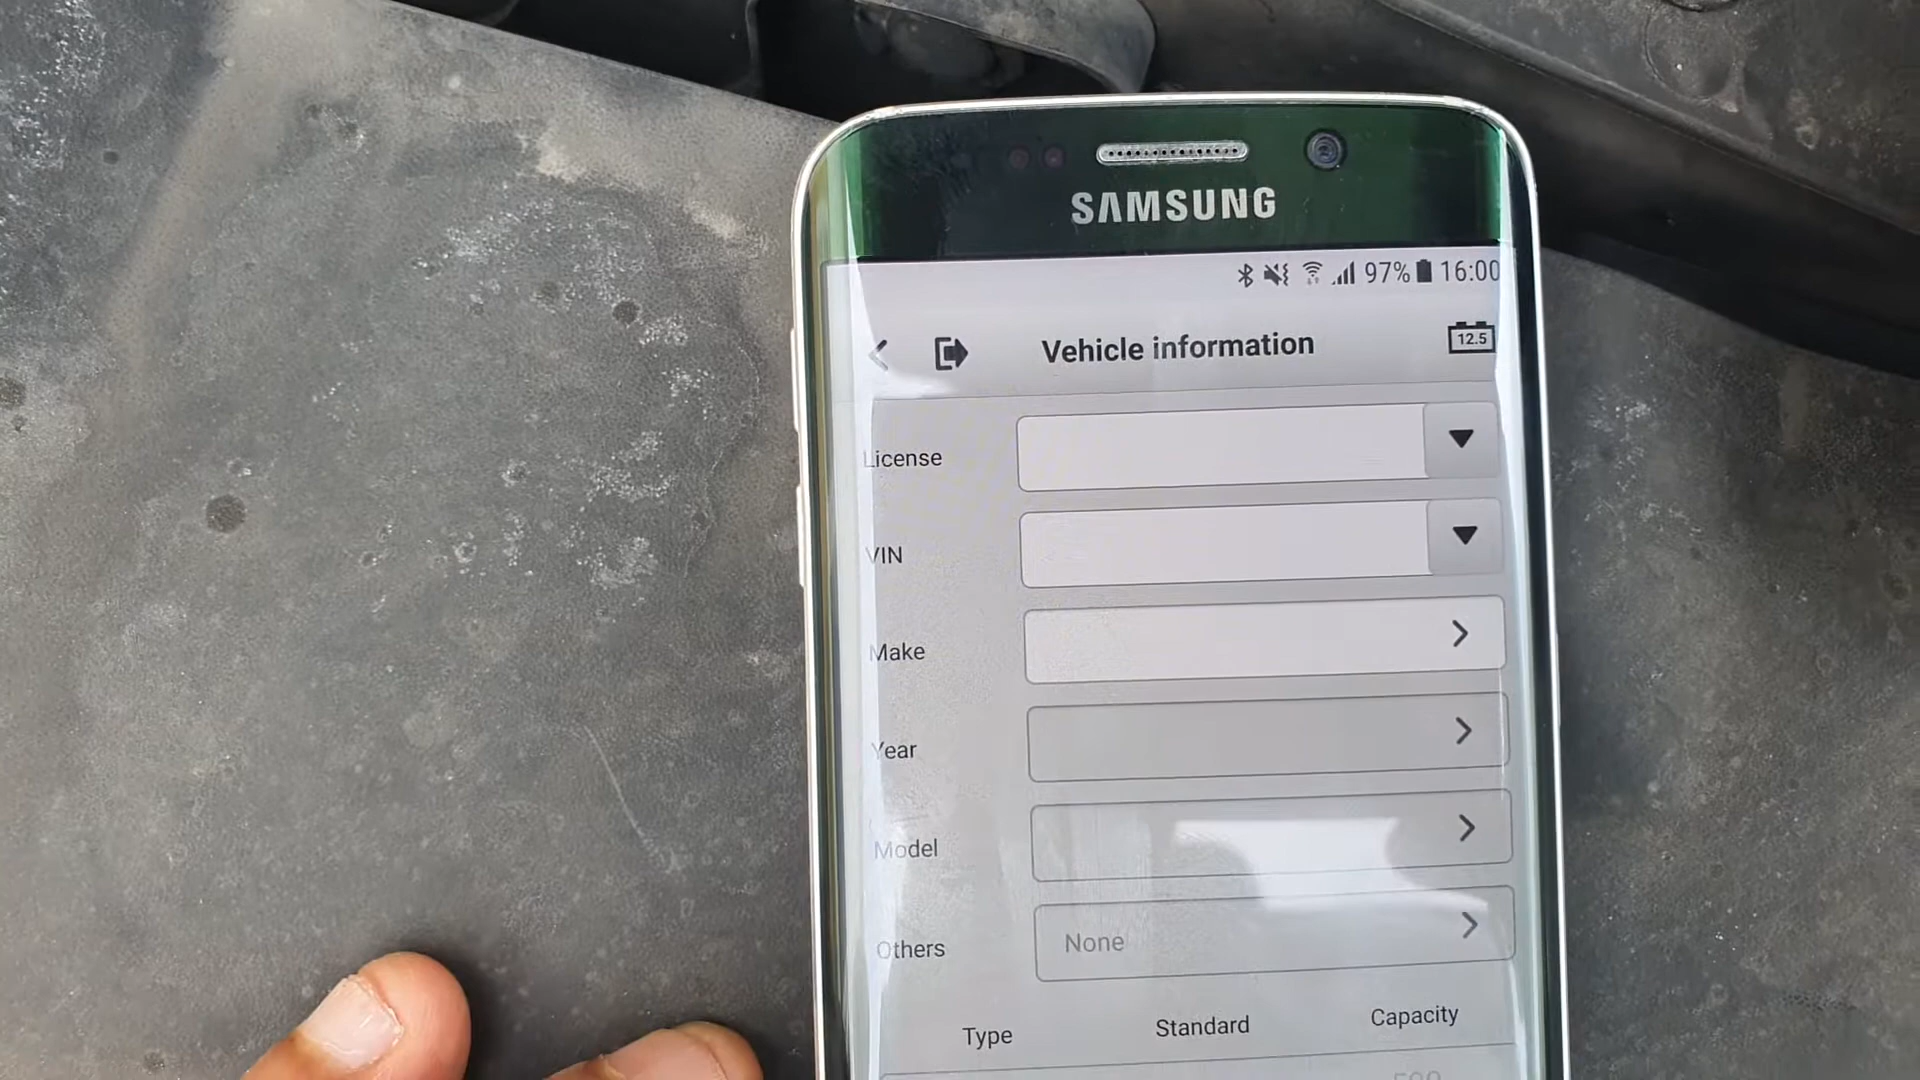 SAMSUNG
97% 16:00
Vehicle information
12.5
License
VIN
Make
Year
Model
Others None
Type Standard Capacity